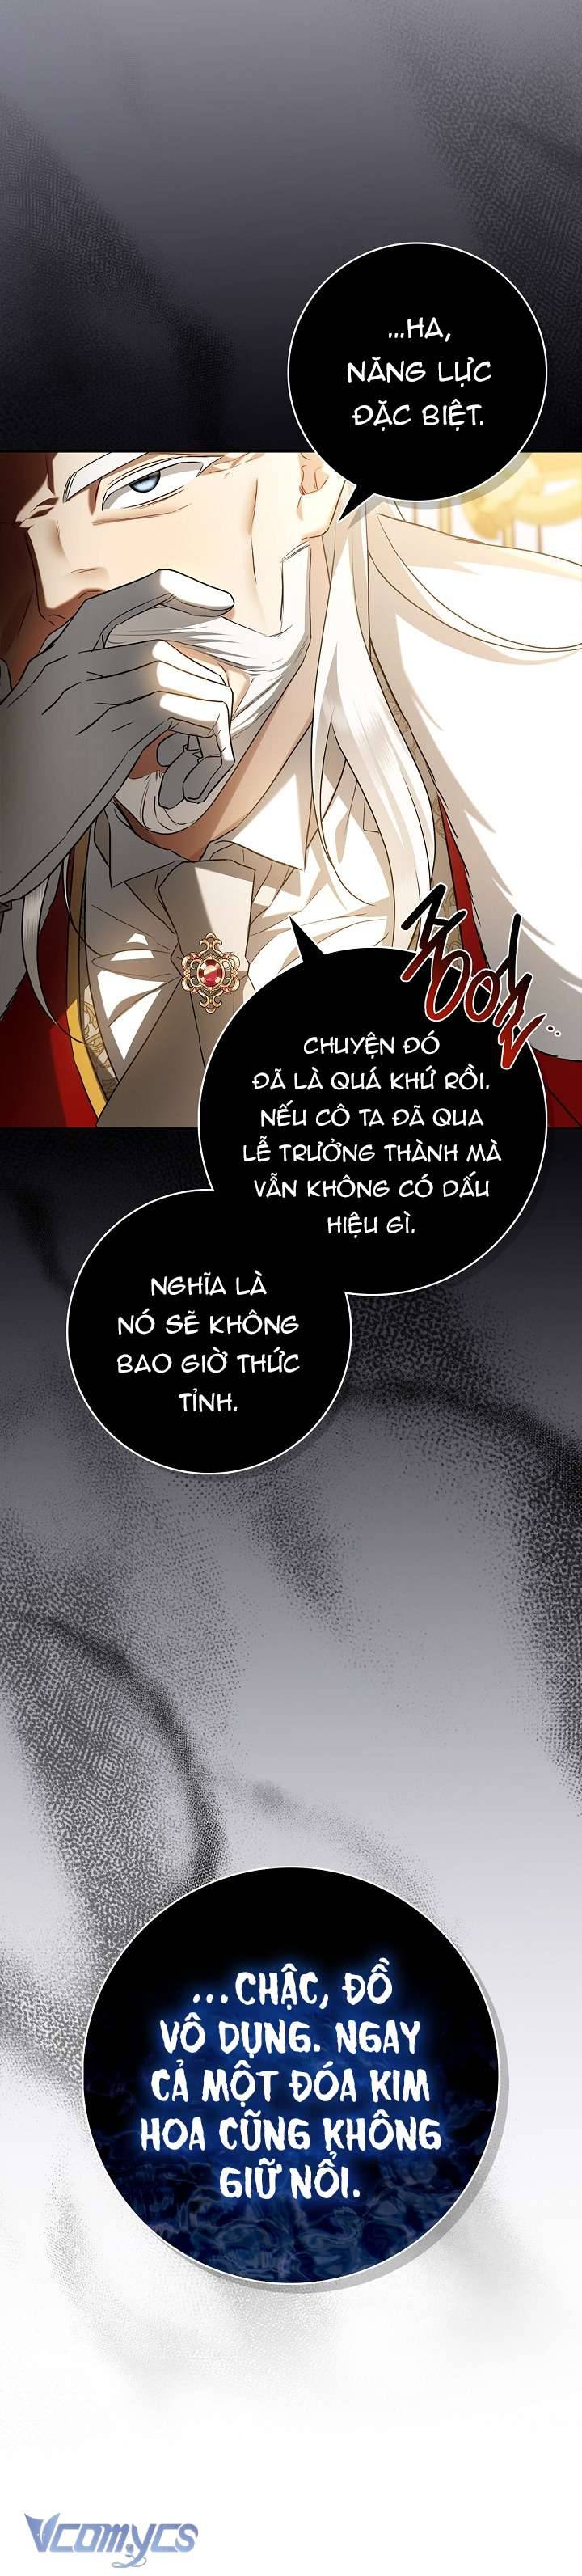 ...HA,
NĂNG LỰC
ĐẶC BIỆT.
CHUYỆN ĐÓ
ĐÃ LÀ QUÁ KHỨ RỒI.
NẾU CÔ TA ĐÃ QUA
LỄ TRƯỞNG THÀNH MÀ
VẪN KHÔNG CÓ DẤU
HIỆU GÌ.
NGHĨA LÀ
NÓ SẼ KHÔNG
BAO GIỜ THỨC
TỈNH.
...CHẬC, ĐỒ
VÔ DỤNG. NGAY
CẢ MỘT ĐÓA KIM
HOA CŨNG KHÔNG
GIỮ NỔI.
Vcomycs